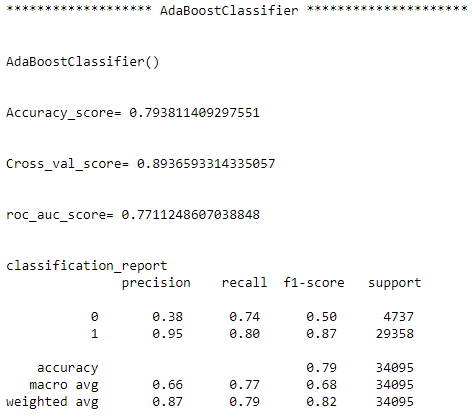 ******************* AdaBoostClassifier *********************
AdaBoostClassifier()
Accuracy_score= 0.793811409297551
Cross_val_score= 0.8936593314335057
roc_auc_score= 0.7711248607038848
classification_report
precision recall f1-score support
0 0.38 0.74 0.50 4737
1 0.95 0.80 0.87 29358
accuracy 0.79 34095
macro avg 0.66 0.77 0.68 34095
weighted avg 0.87 0.79 0.82 34095